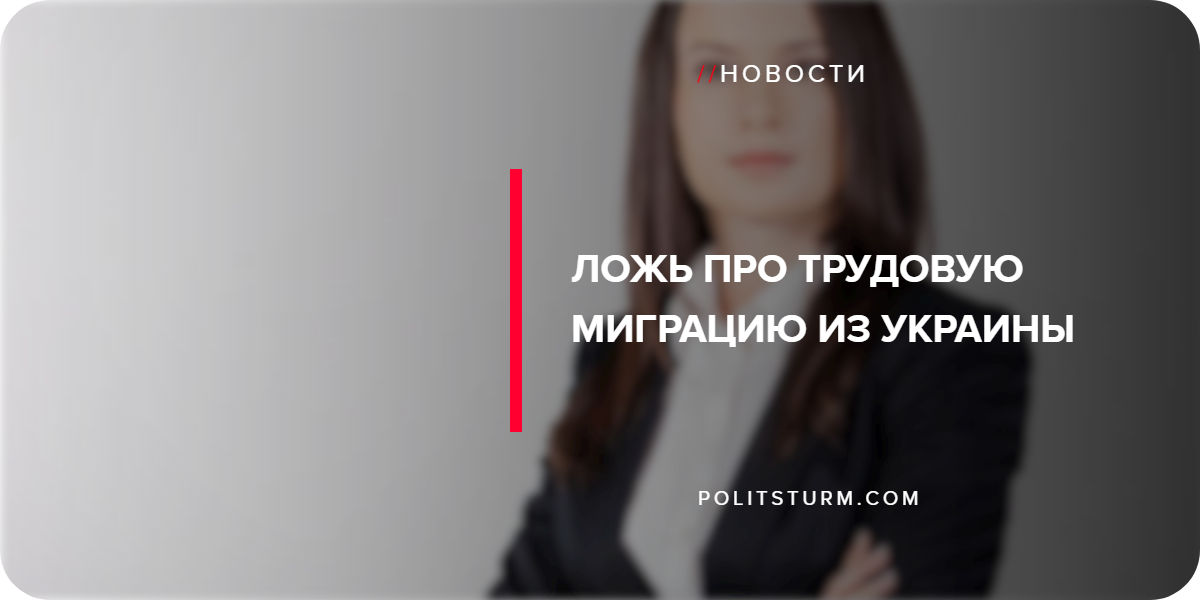 //НОВОСТИ
ЛОЖЬ ПРО ТРУДОВУЮ
МИГРАЦИЮ ИЗ УКРАИНЫ
POLITSTURM.COM